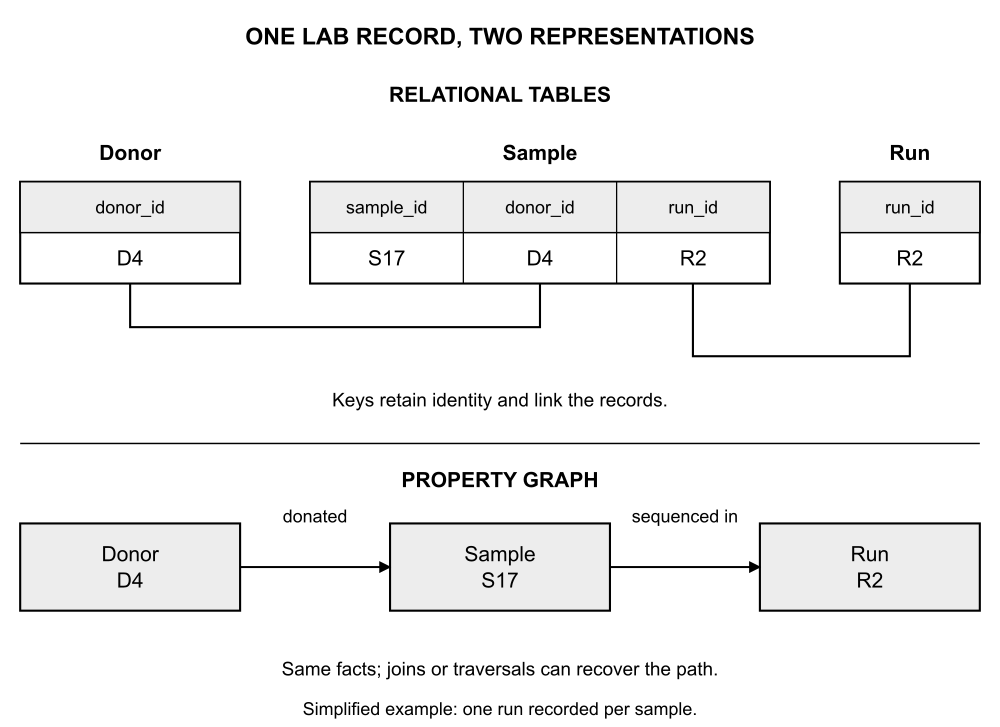 ONE LAB RECORD, TWO REPRESENTATIONS
RELATIONAL TABLES
Donor Sample Run
donor_id sample_id donor_id run_id run_id
D4 S17 D4 R2 R2
Keys retain identity and link the records.
PROPERTY GRAPH
donated sequenced in
Donor Sample Run
D4 S17 R2
Same facts; joins or traversals can recover the path.
Simplified example: one run recorded per sample.